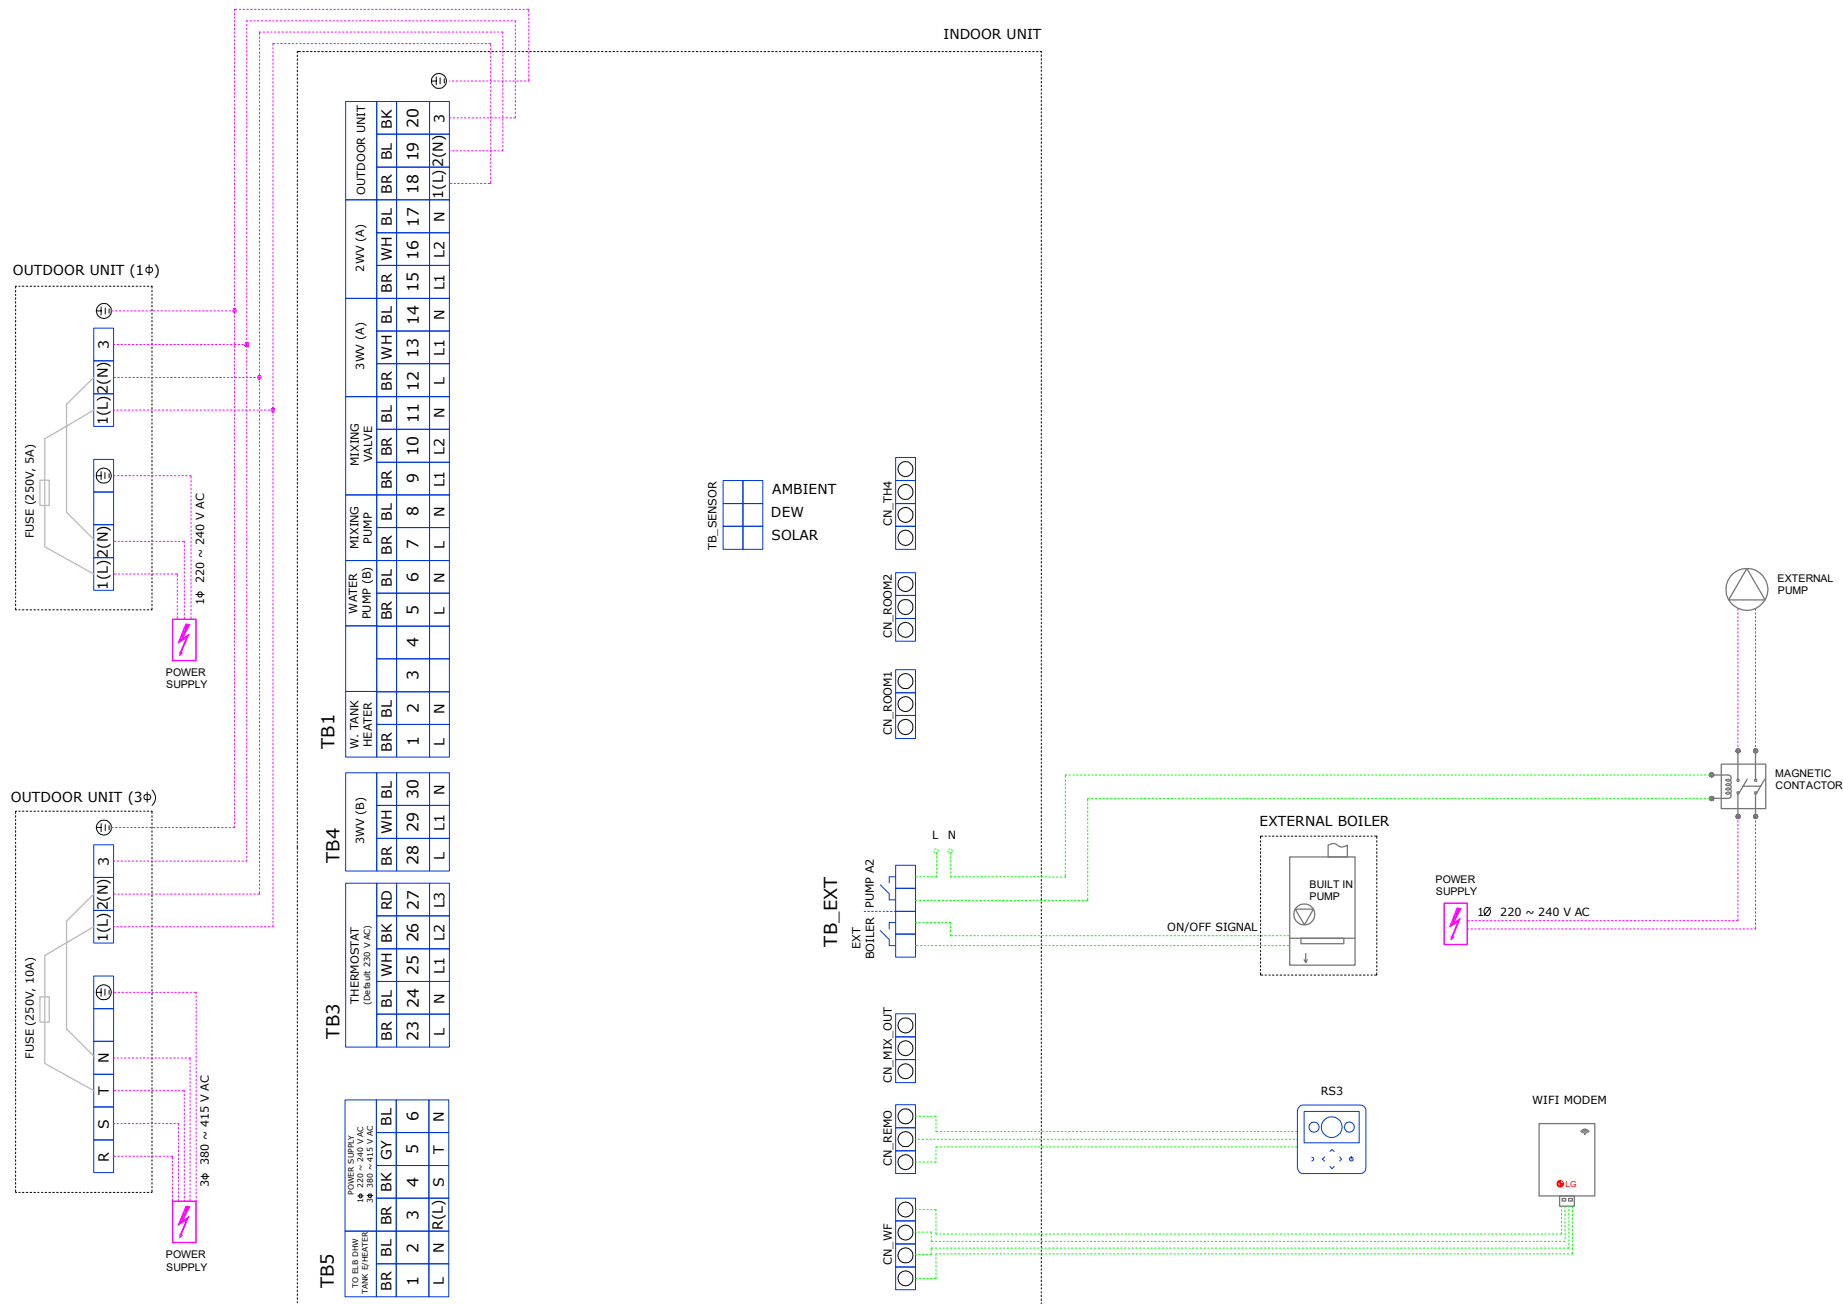 INDOOR UNIT
OUTDOOR UNIT (1Φ)
3
2(N)
1(L)
2(N)
1(L)
FUSE (250V, 5A)
1Φ 220 ~ 240 V AC
POWER
SUPPLY
OUTDOOR UNIT (3Φ)
3
2(N)
1(L)
N
T
S
R
FUSE (250V, 10A)
3Φ 380 ~ 415 V AC
POWER
SUPPLY
TB1
OUTDOOR UNIT
BK 20 3
BL 19 2(N)
BR 18 1(L)
2WV (A)
BL 17 N
WH 16 L2
BR 15 L1
3WV (A)
BL 14 N
WH 13 L1
BR 12 L
MIXING
VALVE
BL 11 N
BR 10 L2
BR 9 L1
MIXING
PUMP
BL 8 N
BR 7 L
WATER
PUMP (B)
BL 6 N
BR 5 L
4
3
W. TANK
HEATER
BL 2 N
BR 1 L
TB4
3WV (B)
BL 30 N
WH 29 L1
BR 28 L
TB3
THERMOSTAT
(Default 230 V AC)
RD 27 L3
BK 26 L2
WH 25 L1
BL 24 N
BR 23 L
TB5
POWER SUPPLY
1Φ 220 ~ 240 V AC
3Φ 380 ~ 415 V AC
BL 6 N
GY 5 T
BK 4 S
BR 3 R(L)
TO ELB DHW
TANK E/HEATER
BL 2 N
BR 1 L
TB_SENSOR
AMBIENT
DEW
SOLAR
CN_TH4
CN_ROOM2
CN_ROOM1
TB_EXT
PUMP A2
EXT
BOILER
L N
CN_MIX_OUT
CN_REMO
CN_WF
EXTERNAL BOILER
BUILT IN
PUMP
ON/OFF SIGNAL
EXTERNAL
PUMP
MAGNETIC
CONTACTOR
POWER
SUPPLY
1Ø 220 ~ 240 V AC
RS3
WIFI MODEM
LG